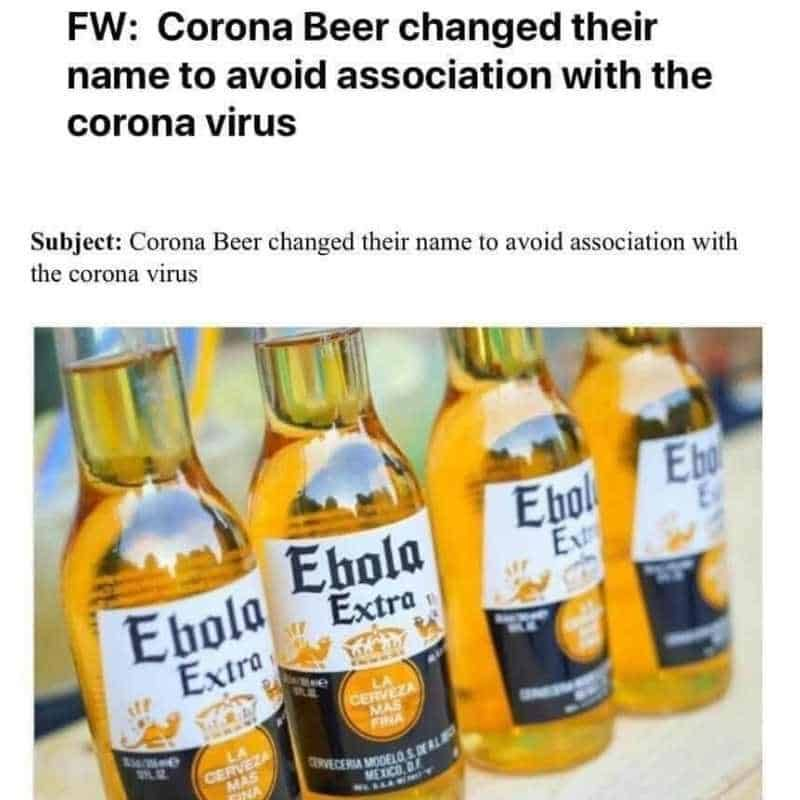 FW: Corona Beer changed their
name to avoid association with the
corona virus
Subject: Corona Beer changed their name to avoid association with
the corona virus
Ebola
Extra
LA
CERVEZA
MAS
FINA
Ebola
Extra
LA
CERVEZA
MAS
FINA
CERVECERIA MODELO, S. DE R.L.
MEXICO, D.F.
Ebol
Ext
Ebo
E